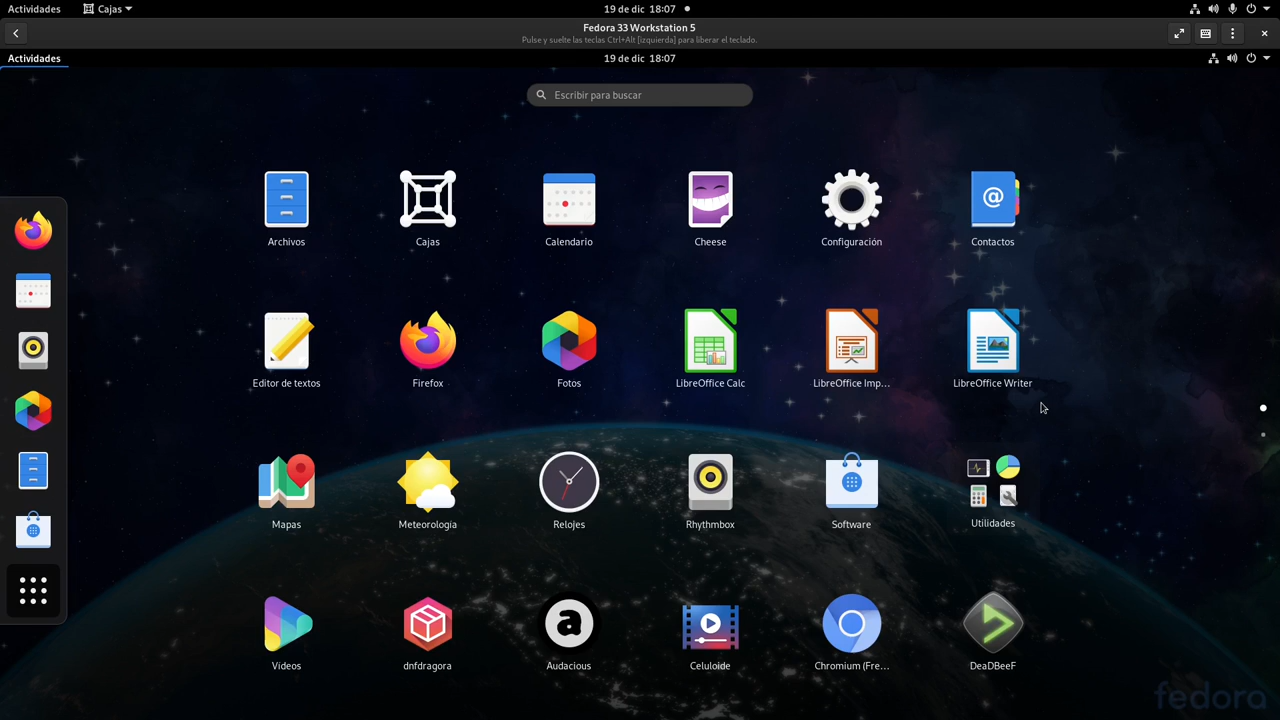 Actividades Cajas 19 de dic 18:07
Fedora 33 Workstation 5
Pulse y suelte las teclas Ctrl+Alt [izquierda] para liberar el teclado.
Actividades 19 de dic 18:07
Escribir para buscar
Archivos Cajas Calendario Cheese Configuración Contactos
Editor de textos Firefox Fotos LibreOffice Calc LibreOffice Imp... LibreOffice Writer
Mapas Meteorología Relojes Rhythmbox Software Utilidades
Vídeos dnfdragora Audacious Celuloide Chromium (Fre... DeaDBeeF
fedora